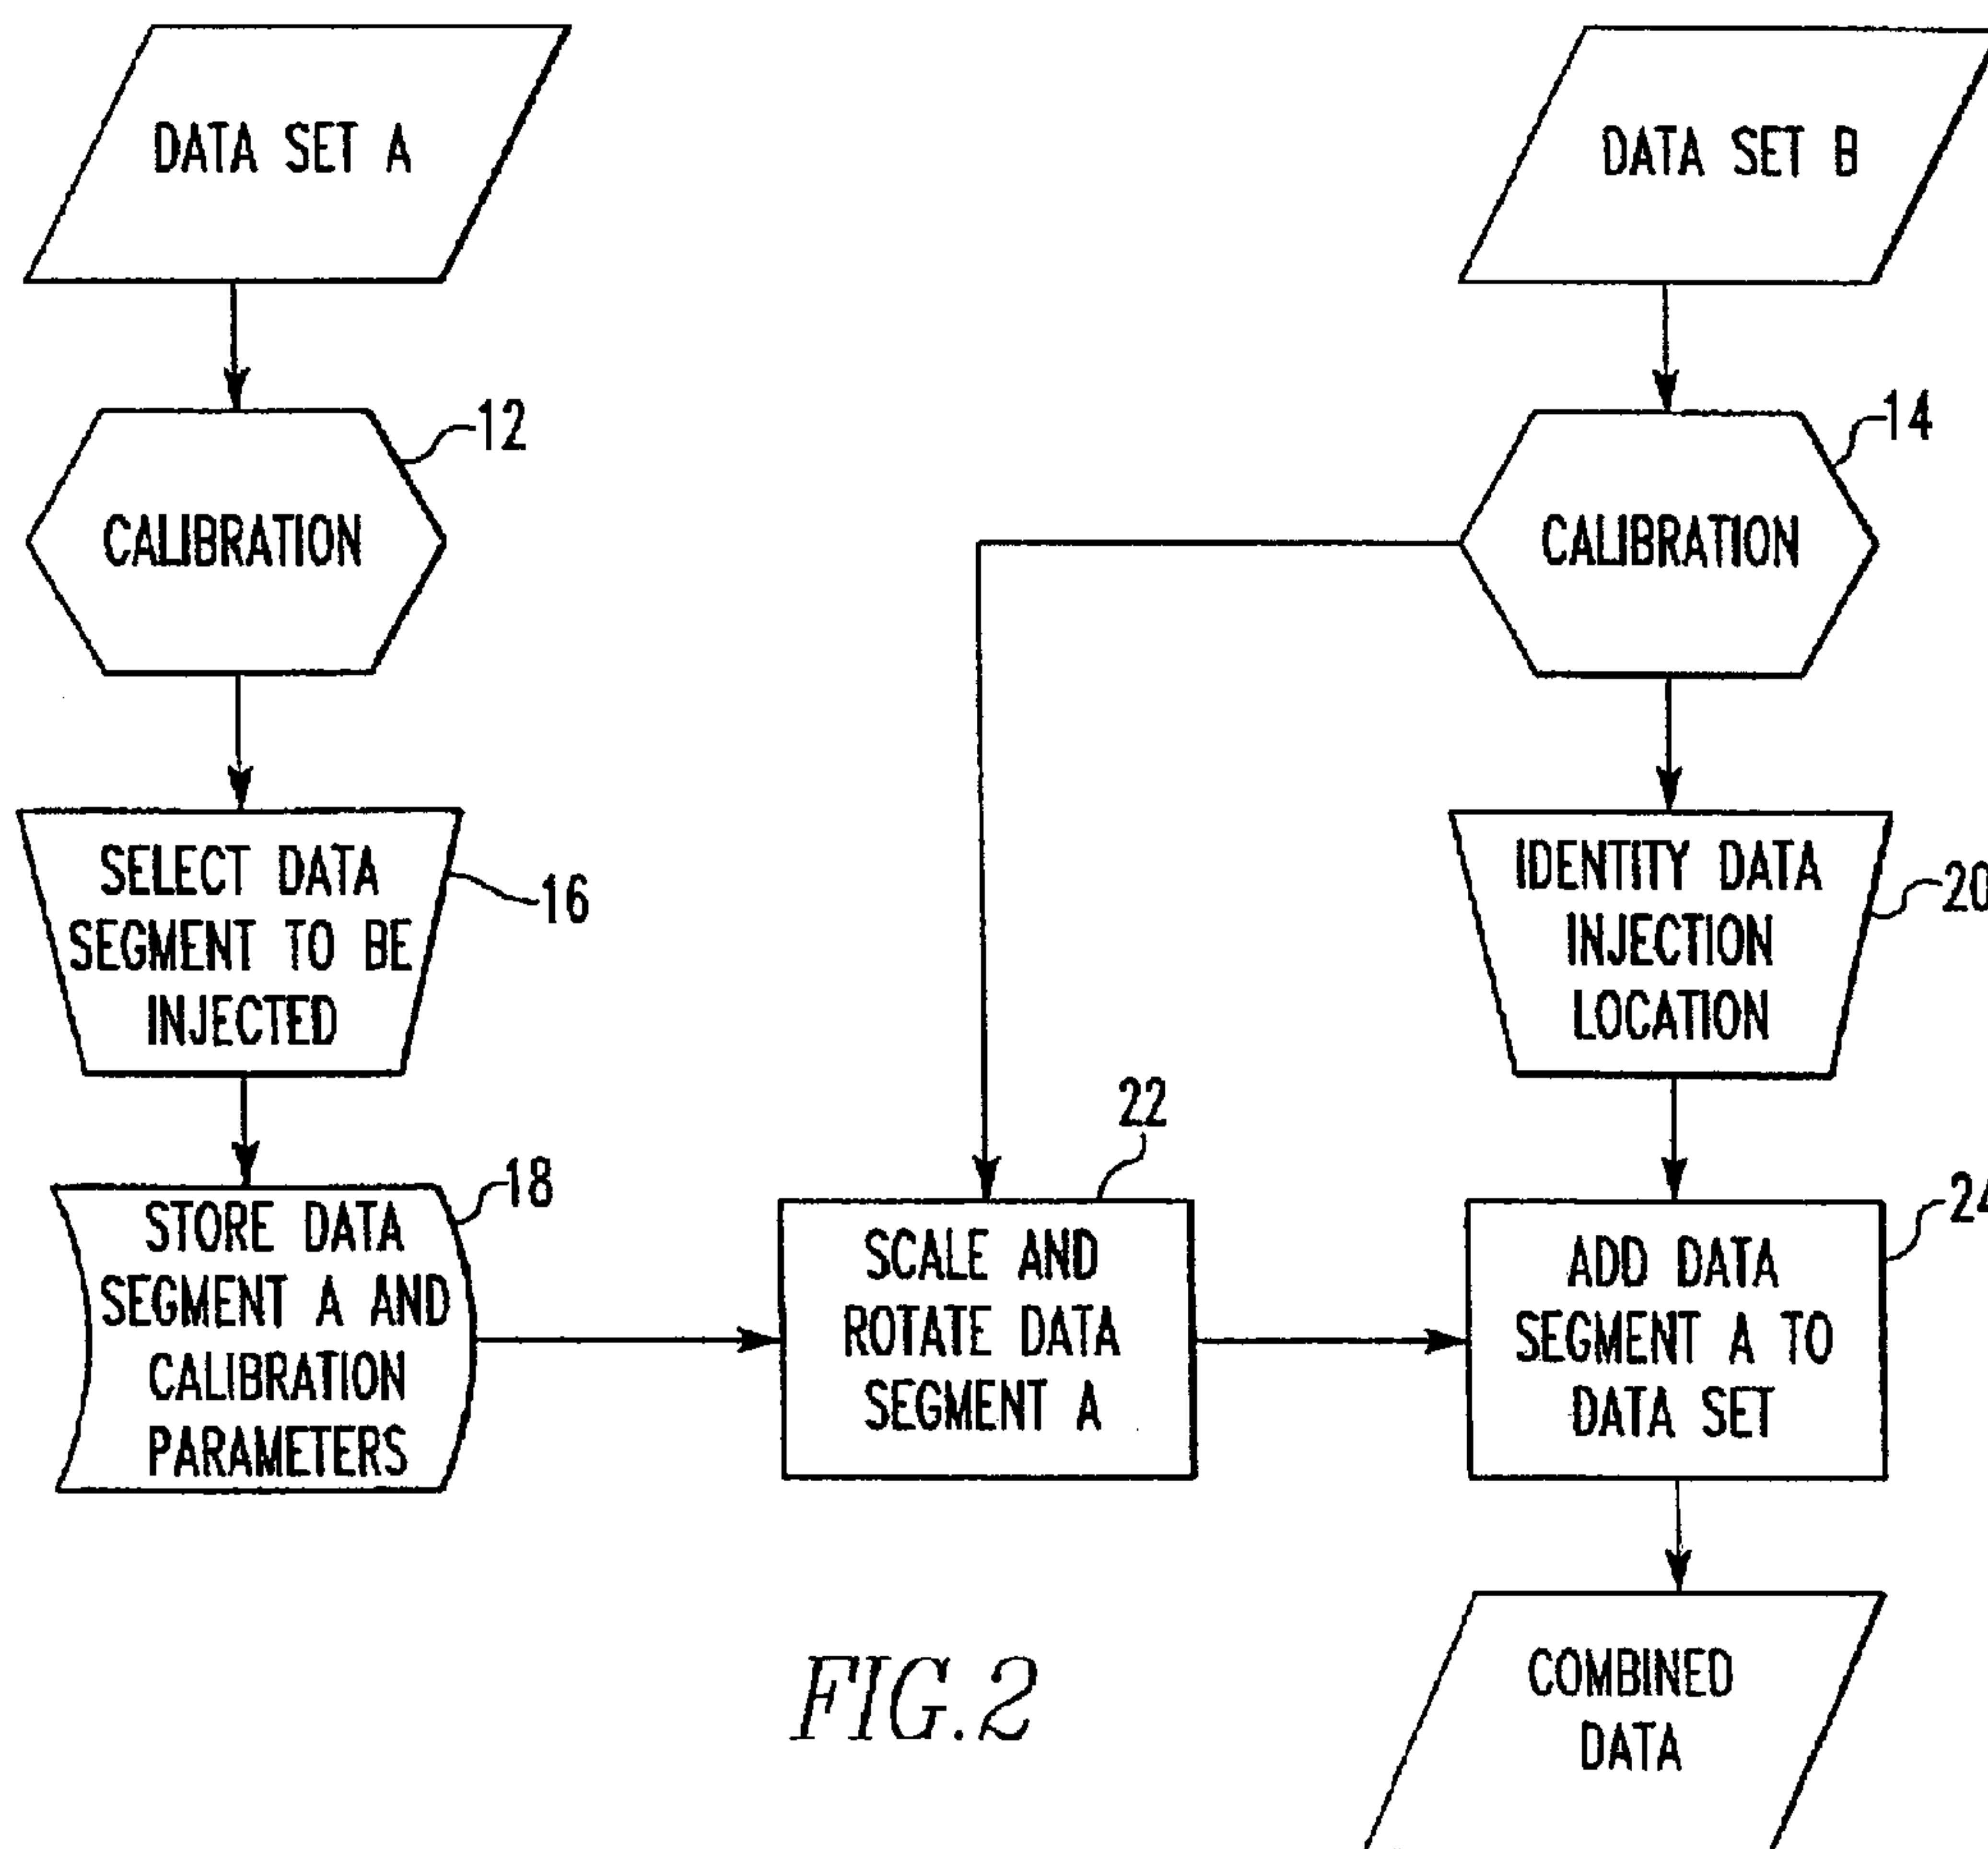 DATA SET A
DATA SET B
12
CALIBRATION
14
CALIBRATION
SELECT DATA
SEGMENT TO BE
INJECTED
16
IDENTITY DATA
INJECTION
LOCATION
20
STORE DATA
SEGMENT A AND
CALIBRATION
PARAMETERS
18
22
SCALE AND
ROTATE DATA
SEGMENT A
24
ADD DATA
SEGMENT A TO
DATA SET
COMBINED
DATA
FIG.2